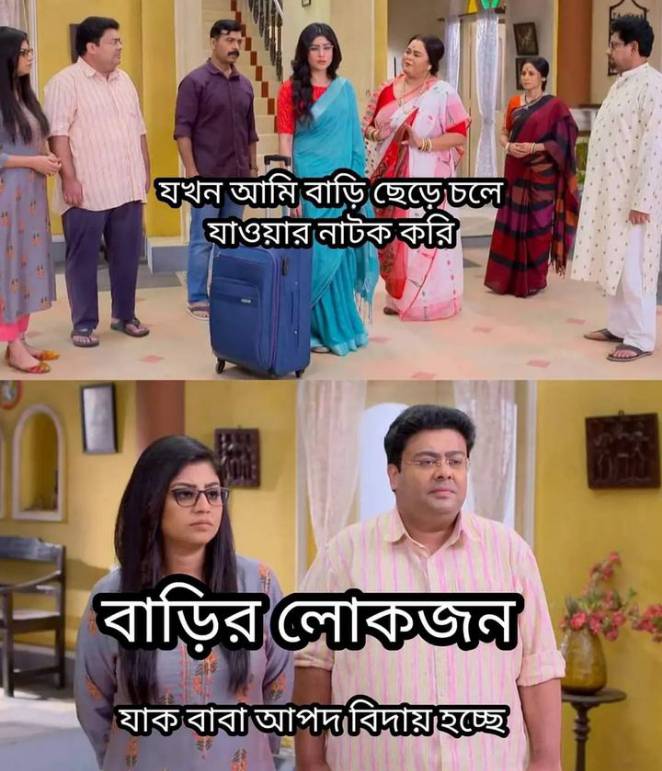 যখন আমি বাড়ি ছেড়ে চলে
যাওয়ার নাটক করি
বাড়ির লোকজন
যাক বাবা আপদ বিদায় হচ্ছে